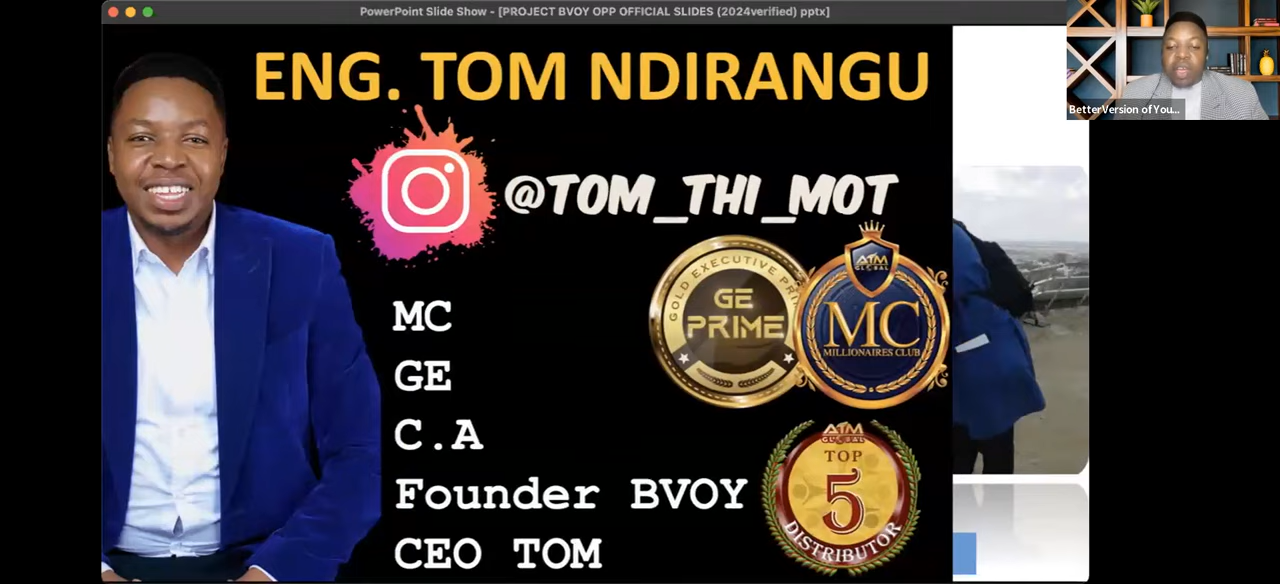 PowerPoint Slide Show - [PROJECT BVOY OPP OFFICIAL SLIDES (2024verified) pptx]
BetterVersion of You...
ENG. TOM NDIRANGU
@TOM_THI_MOT
GOLD EXECUTIVE PRI
GE
PRIME
ATM
GLOBAL
MC
MILLIONAIRES CLUB
MC
GE
C.A
Founder BVOY
CEO TOM
ATM
GLOBAL
TOP
5
DISTRIBUTOR